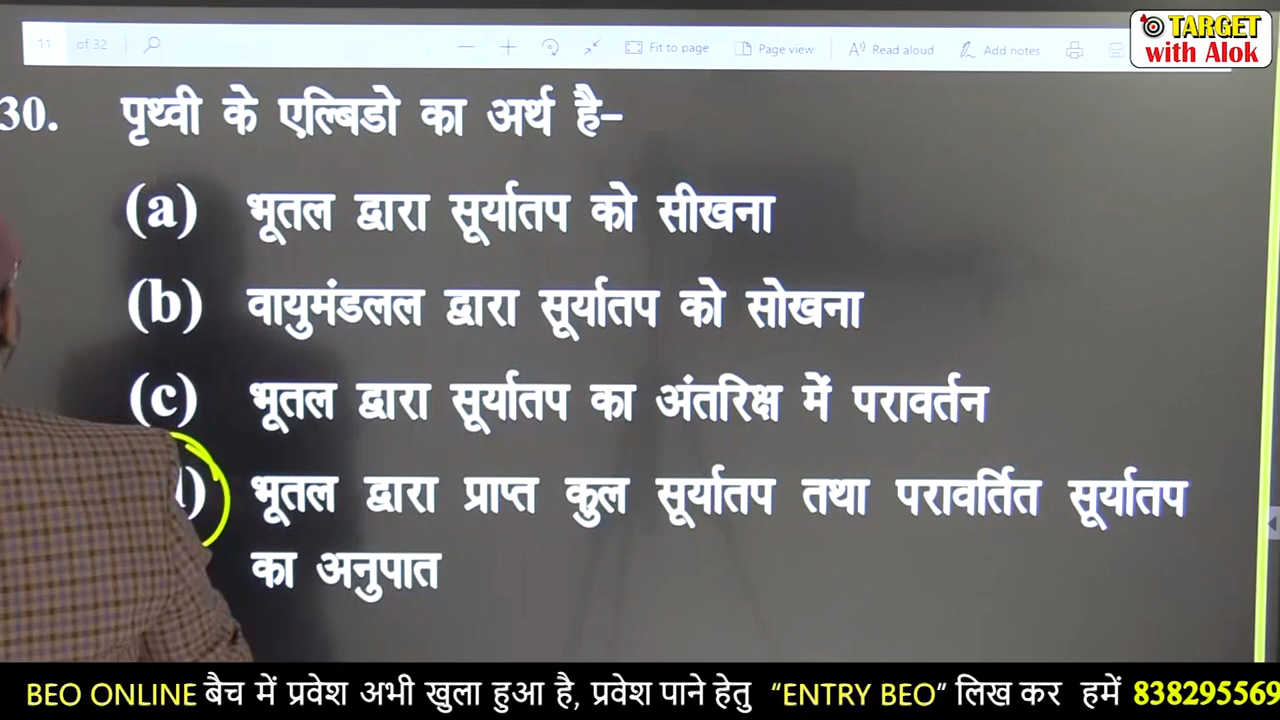 11 of 32 Fit to page Page view Read aloud Add notes
TARGET
with Alok
30. पृथ्वी के एल्बिडो का अर्थ है-
(a) भूतल द्वारा सूर्यातप को सीखना
(b) वायुमंडलल द्वारा सूर्यातप को सोखना
(c) भूतल द्वारा सूर्यातप का अंतरिक्ष में परावर्तन
भूतल द्वारा प्राप्त कुल सूर्यातप तथा परावर्तित सूर्यातप
का अनुपात
BEO ONLINE बैच में प्रवेश अभी खुला हुआ है, प्रवेश पाने हेतु “ENTRY BEO” लिख कर हमें 838295569